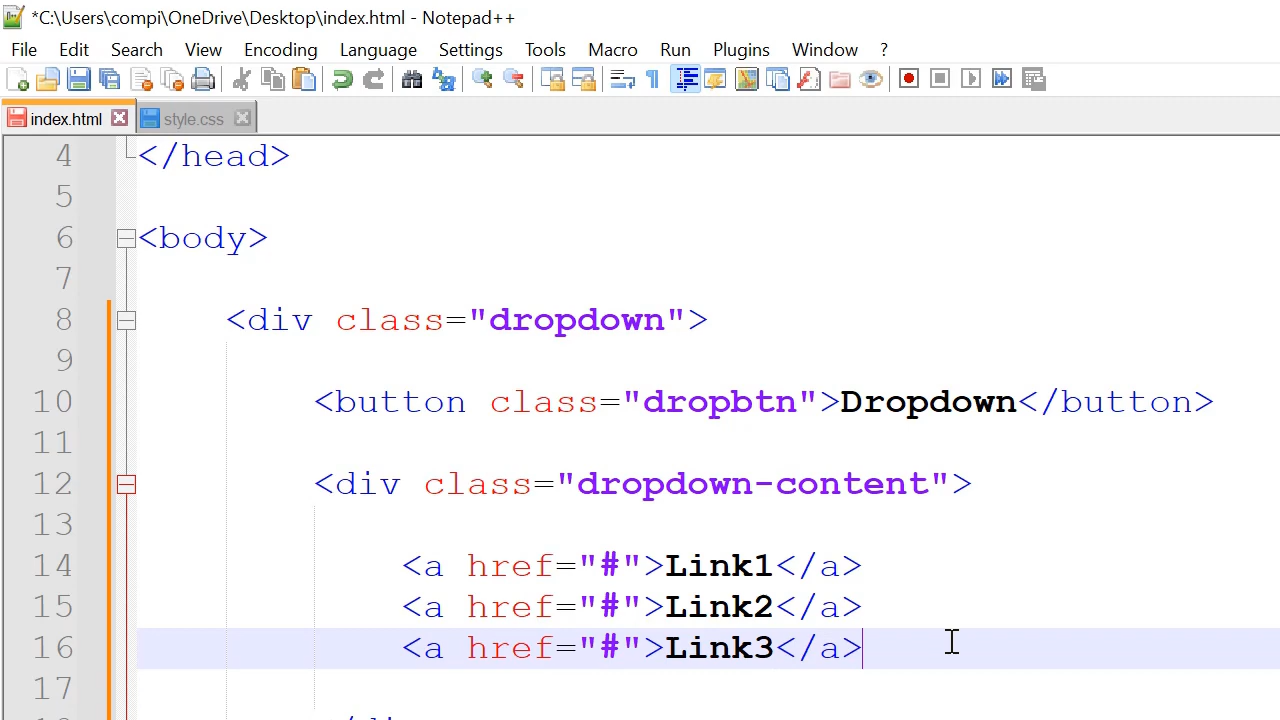 *C:\Users\compi\OneDrive\Desktop\index.html - Notepad++
File Edit Search View Encoding Language Settings Tools Macro Run Plugins Window ?
index.html style.css
4 </head>
5
6 <body>
7
8 <div class="dropdown">
9
10 <button class="dropbtn">Dropdown</button>
11
12 <div class="dropdown-content">
13
14 <a href="#">Link1</a>
15 <a href="#">Link2</a>
16 <a href="#">Link3</a>
17